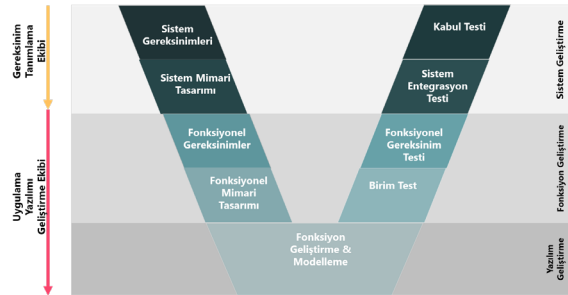 Gereksinim
Tanımlama
Ekibi
Uygulama
Yazılımı
Geliştirme Ekibi
Sistem
Gereksinimleri
Sistem Mimari
Tasarımı
Fonksiyonel
Gereksinimler
Fonksiyonel
Mimari
Tasarımı
Fonksiyon
Geliştirme &
Modelleme
Kabul Testi
Sistem
Entegrasyon
Testi
Fonksiyonel
Gereksinim
Testi
Birim Test
Sistem Geliştirme
Fonksiyon Geliştirme
Yazılım
Geliştirme